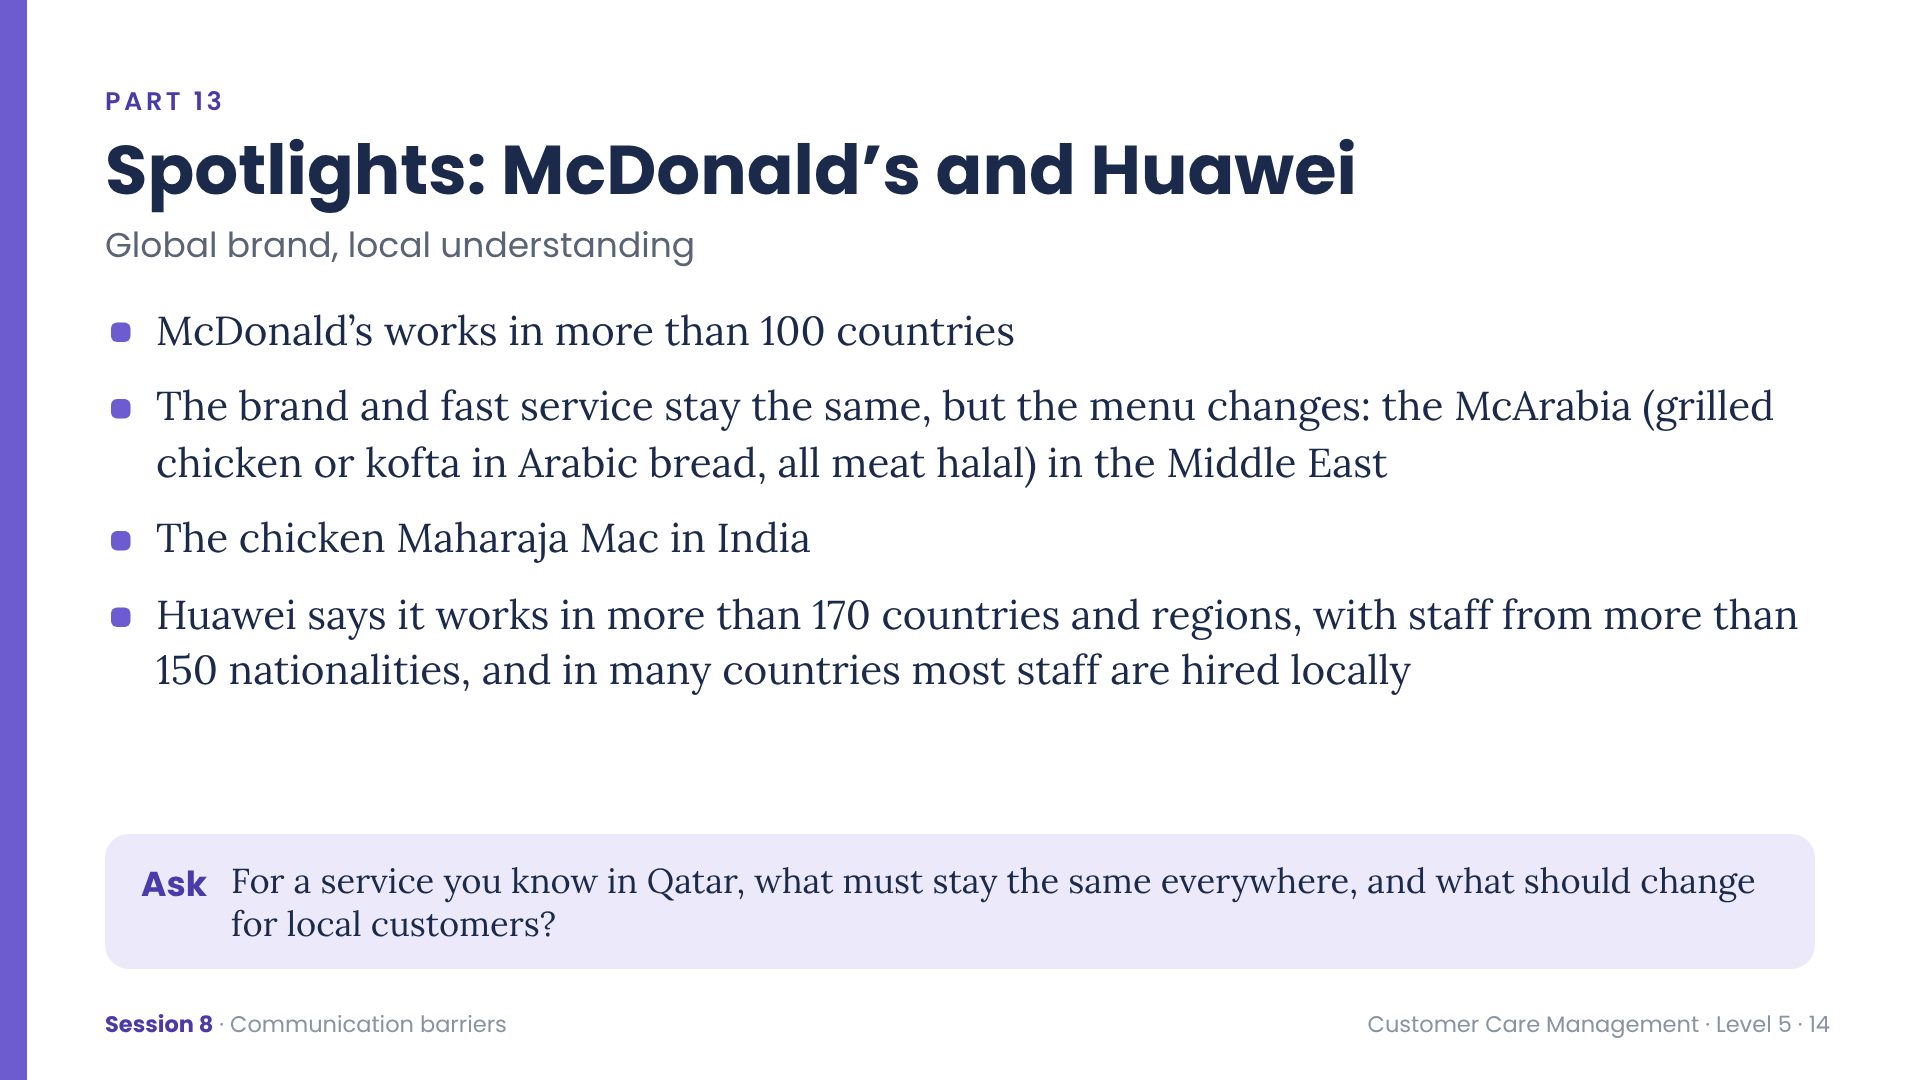 PART 13
Spotlights: McDonald’s and Huawei
Global brand, local understanding
McDonald’s works in more than 100 countries
The brand and fast service stay the same, but the menu changes: the McArabia (grilled
chicken or kofta in Arabic bread, all meat halal) in the Middle East
The chicken Maharaja Mac in India
Huawei says it works in more than 170 countries and regions, with staff from more than
150 nationalities, and in many countries most staff are hired locally
Ask For a service you know in Qatar, what must stay the same everywhere, and what should change
for local customers?
Session 8 · Communication barriers
Customer Care Management · Level 5 · 14